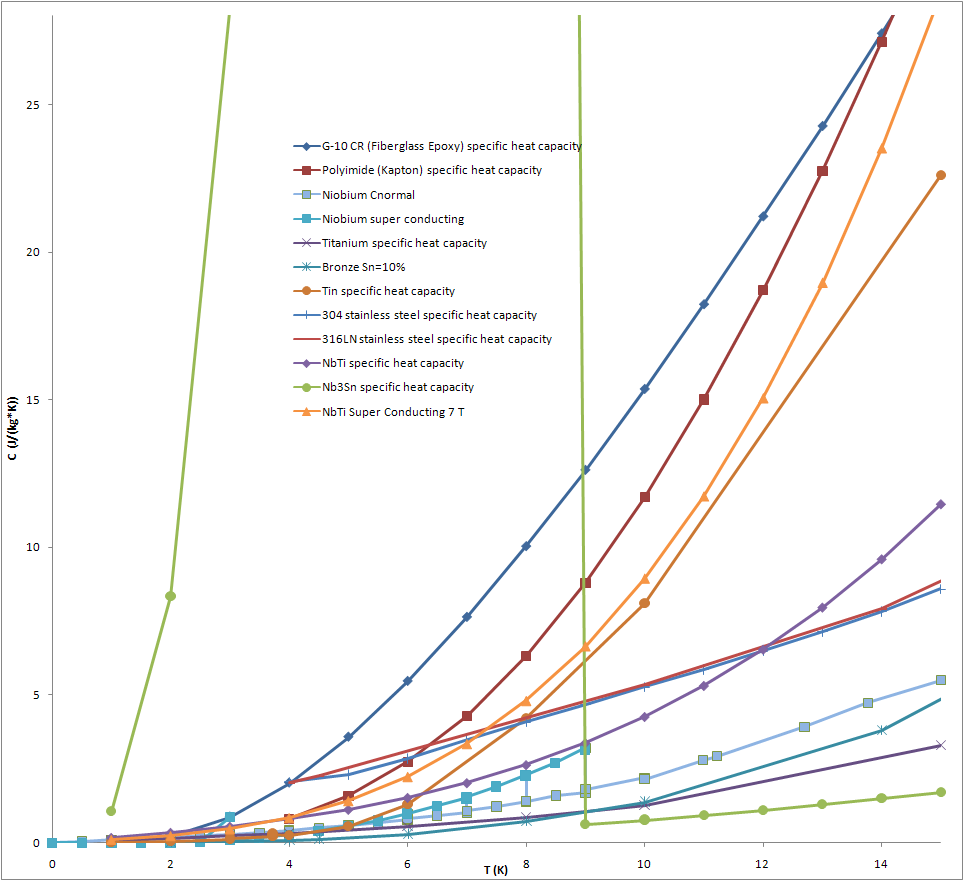 25
20
15
10
5
0
C (J/(kg*K))
G-10 CR (Fiberglass Epoxy) specific heat capacity
Polyimide (Kapton) specific heat capacity
Niobium Cnormal
Niobium super conducting
Titanium specific heat capacity
Bronze Sn=10%
Tin specific heat capacity
304 stainless steel specific heat capacity
316LN stainless steel specific heat capacity
NbTi specific heat capacity
Nb3Sn specific heat capacity
NbTi Super Conducting 7 T
0 2 4 6 8 10 12 14
T (K)